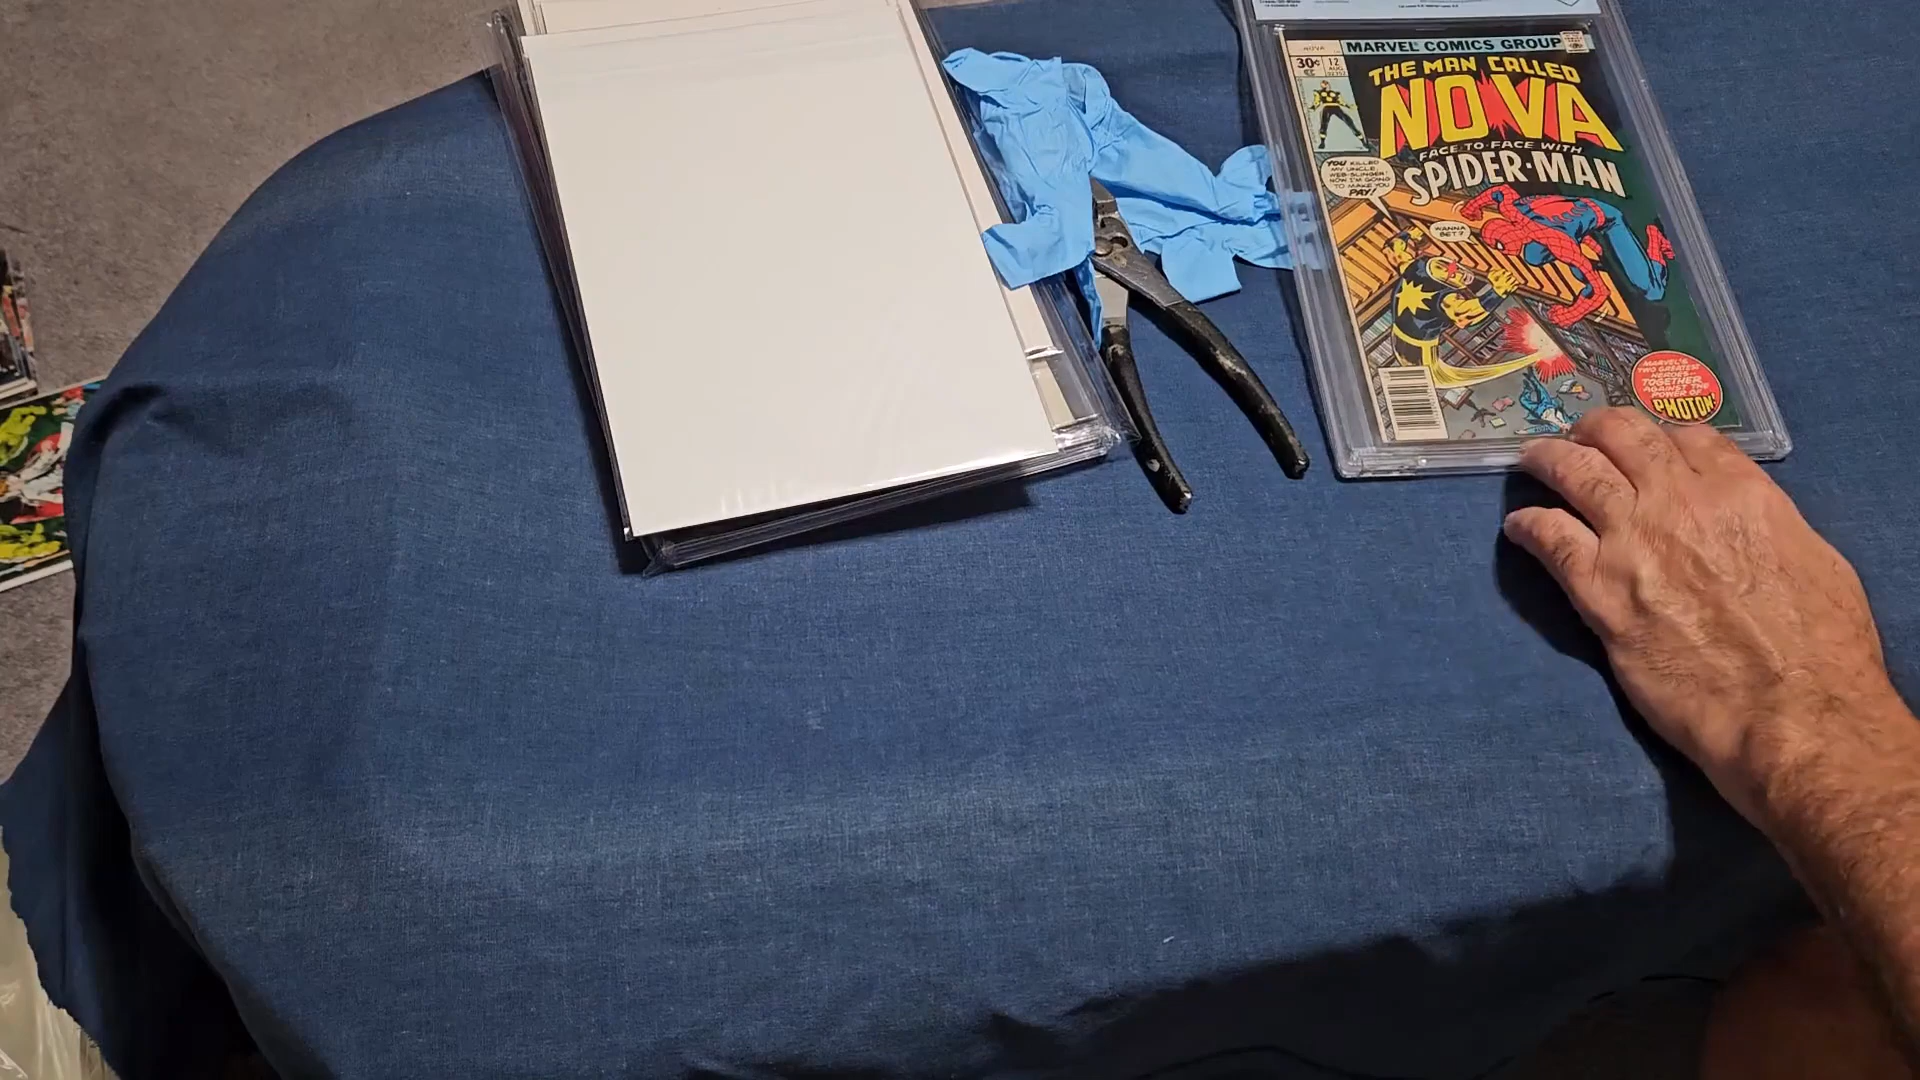 NOVA
MARVEL COMICS GROUP
30¢
12
AUG
THE MAN CALLED
NOVA
FACE-TO-FACE WITH
SPIDER-MAN
YOU KILLED
MY UNCLE,
WEB-SLINGER!
NOW I'M GOING
TO MAKE YOU
PAY!
WANNA
BET?
MARVEL'S
TWO GREATEST
HEROES--
TOGETHER
AGAINST THE
POWER OF
PHOTON!